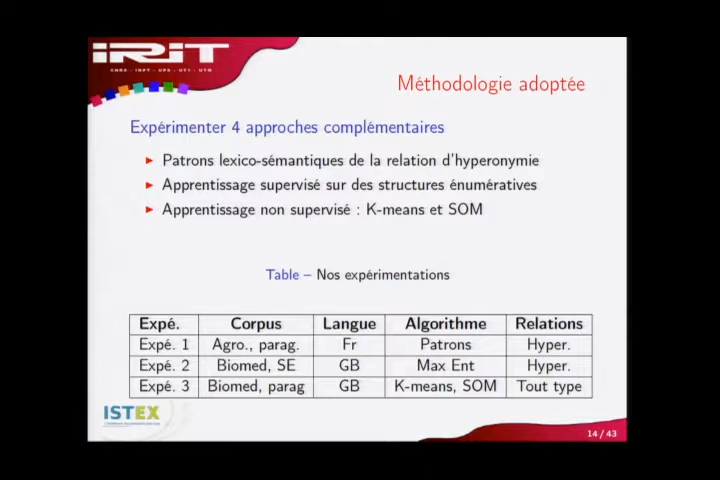 iRiT
CNRS - INPT - UPS - UT1 - UTM
Méthodologie adoptée
Expérimenter 4 approches complémentaires
Patrons lexico-sémantiques de la relation d'hyperonymie
Apprentissage supervisé sur des structures énumératives
Apprentissage non supervisé : K-means et SOM
Table – Nos expérimentations
Expé. Corpus Langue Algorithme Relations
Expé. 1 Agro., parag. Fr Patrons Hyper.
Expé. 2 Biomed, SE GB Max Ent Hyper.
Expé. 3 Biomed, parag GB K-means, SOM Tout type
ISTEX
14 / 43